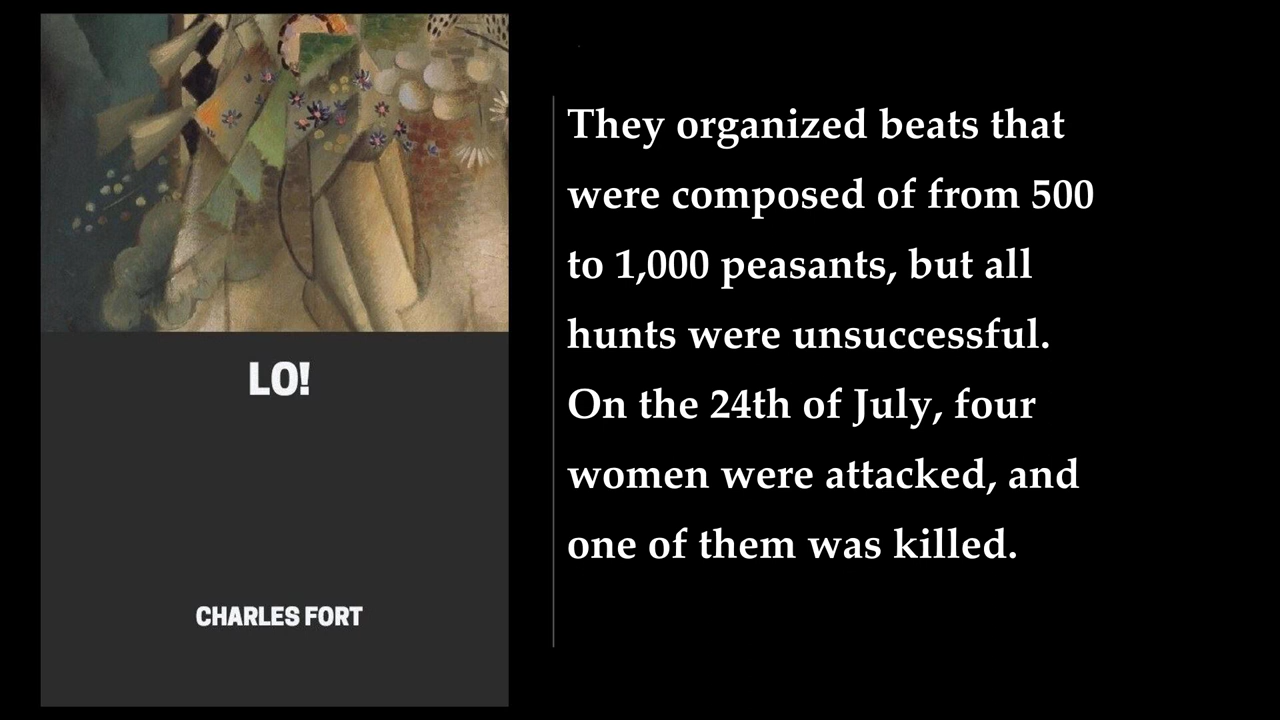 LO!
CHARLES FORT
They organized beats that
were composed of from 500
to 1,000 peasants, but all
hunts were unsuccessful.
On the 24th of July, four
women were attacked, and
one of them was killed.